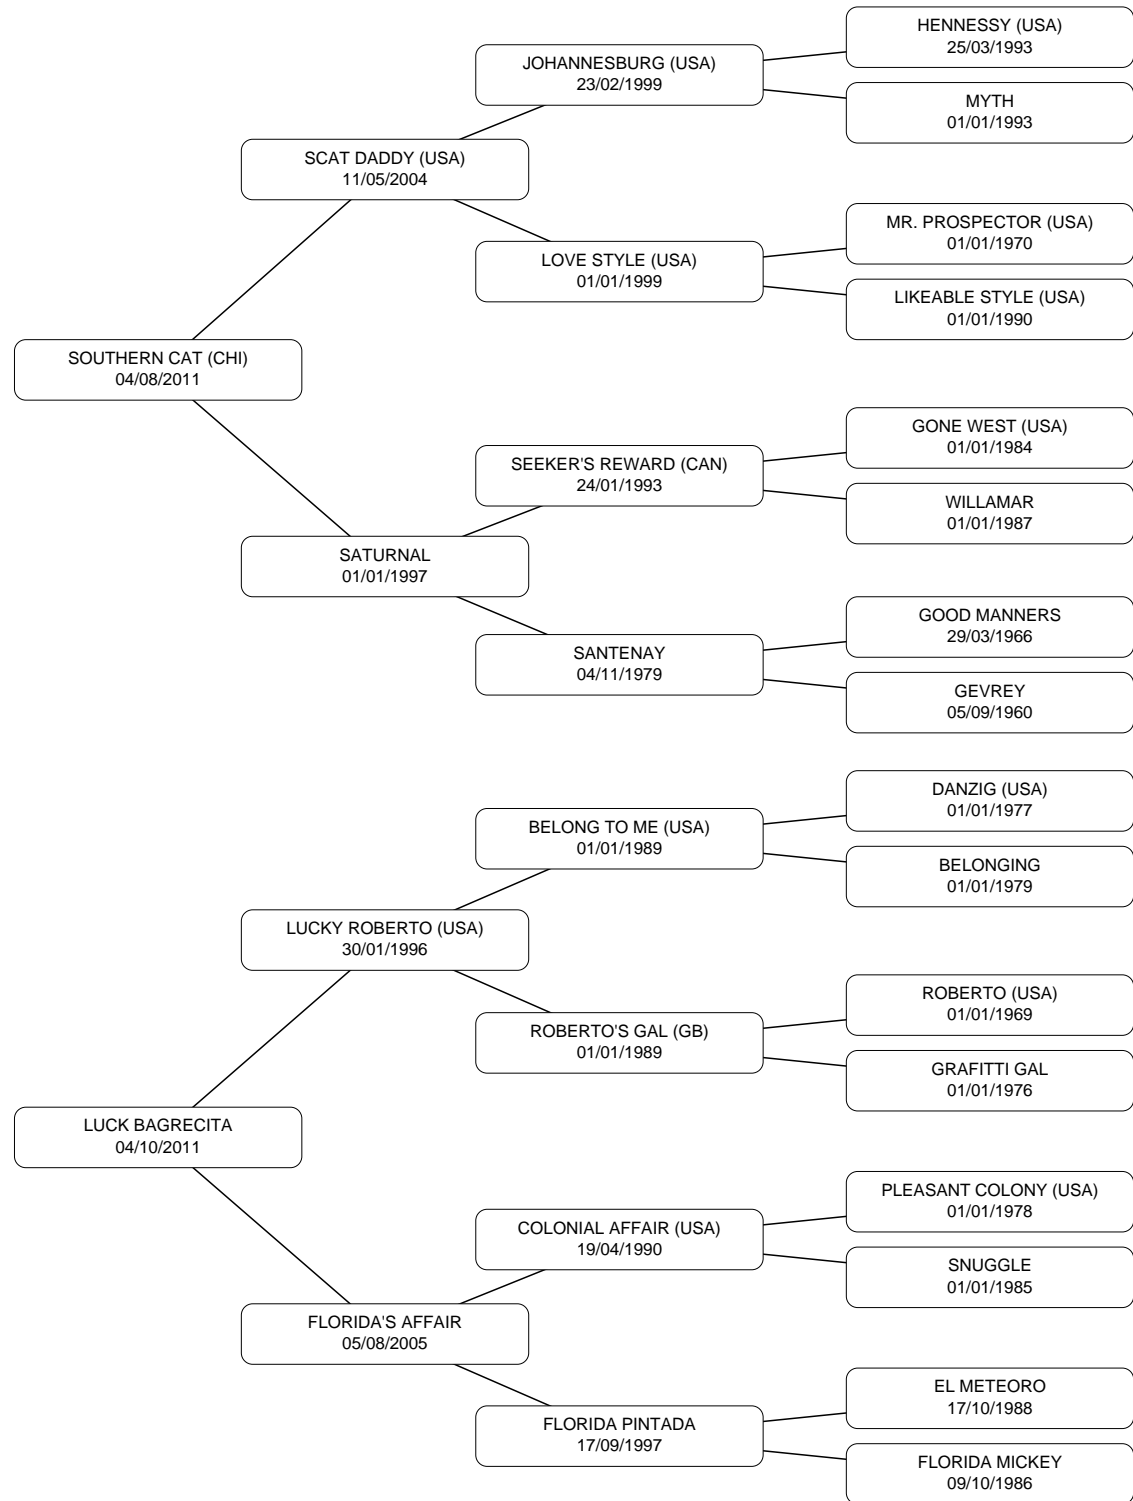 HENNESSY (USA)
25/03/1993
JOHANNESBURG (USA)
23/02/1999
MYTH
01/01/1993
SCAT DADDY (USA)
11/05/2004
MR. PROSPECTOR (USA)
01/01/1970
LOVE STYLE (USA)
01/01/1999
LIKEABLE STYLE (USA)
01/01/1990
SOUTHERN CAT (CHI)
04/08/2011
GONE WEST (USA)
01/01/1984
SEEKER'S REWARD (CAN)
24/01/1993
WILLAMAR
01/01/1987
SATURNAL
01/01/1997
GOOD MANNERS
29/03/1966
SANTENAY
04/11/1979
GEVREY
05/09/1960
DANZIG (USA)
01/01/1977
BELONG TO ME (USA)
01/01/1989
BELONGING
01/01/1979
LUCKY ROBERTO (USA)
30/01/1996
ROBERTO (USA)
01/01/1969
ROBERTO'S GAL (GB)
01/01/1989
GRAFITTI GAL
01/01/1976
LUCK BAGRECITA
04/10/2011
PLEASANT COLONY (USA)
01/01/1978
COLONIAL AFFAIR (USA)
19/04/1990
SNUGGLE
01/01/1985
FLORIDA'S AFFAIR
05/08/2005
EL METEORO
17/10/1988
FLORIDA PINTADA
17/09/1997
FLORIDA MICKEY
09/10/1986